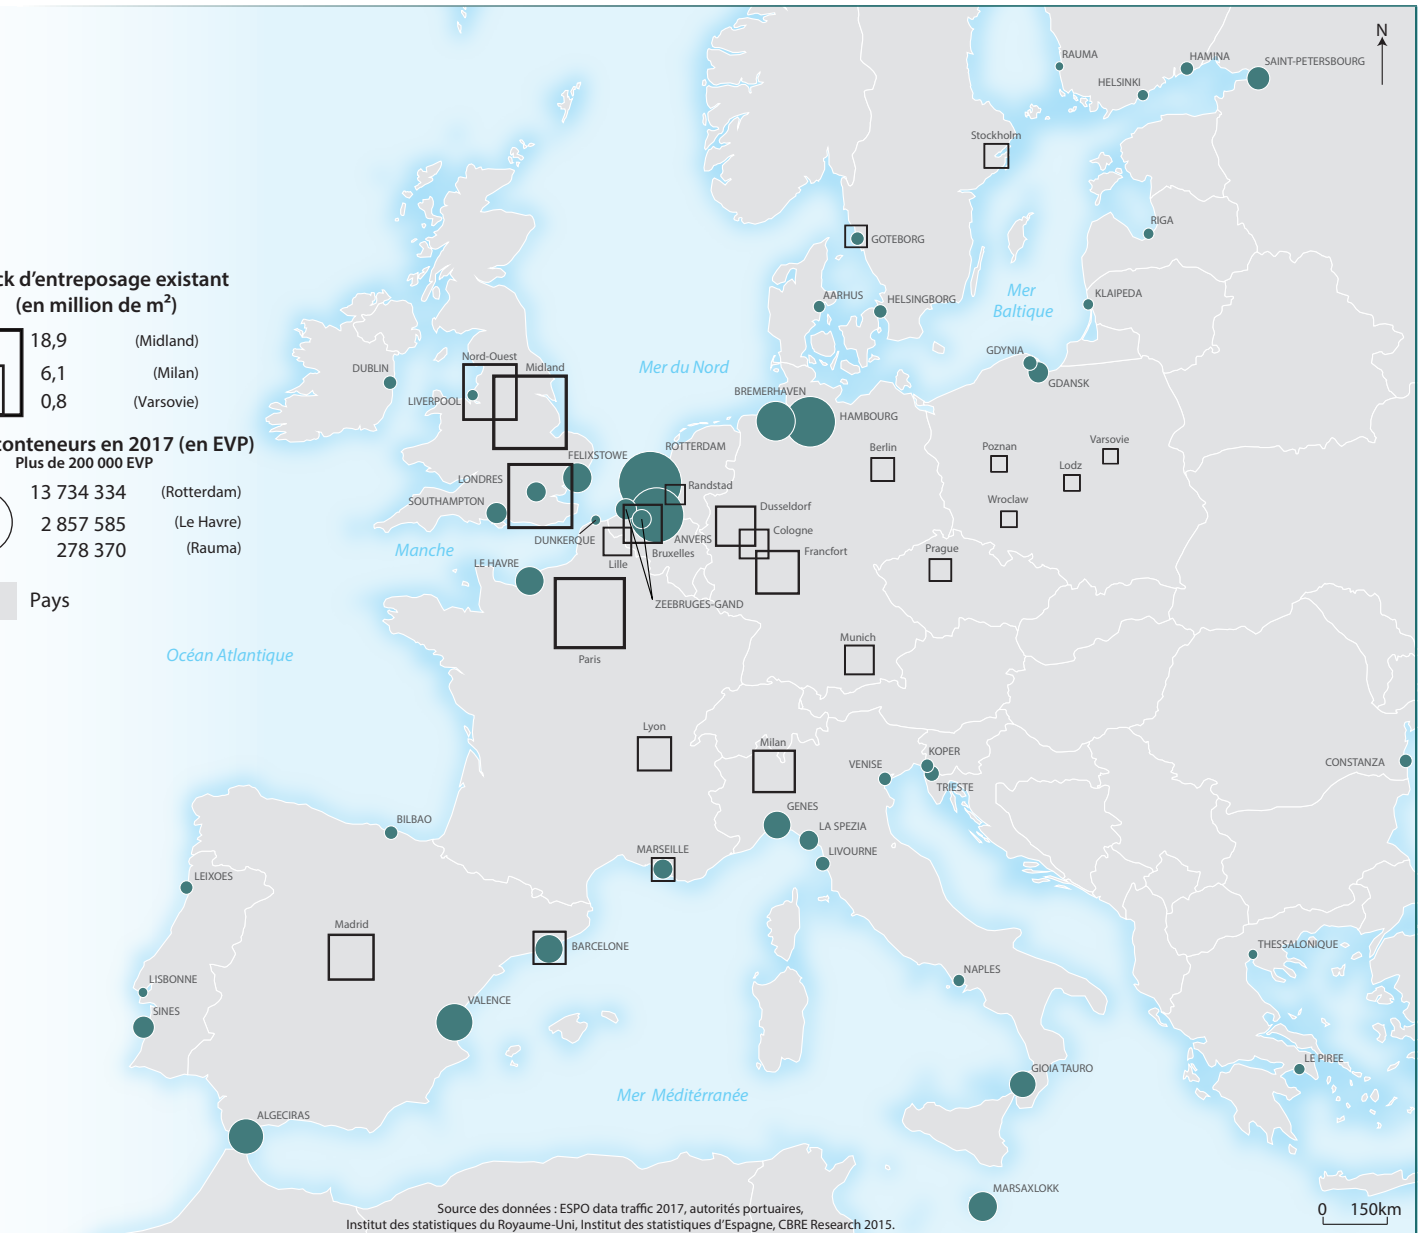 N
RAUMA
HAMINA
SAINT-PETERSBOURG
HELSINKI
Stockholm
RIGA
GOTEBORG
ck d'entreposage existant
(en million de m²)
18,9 (Midland)
6,1 (Milan)
0,8 (Varsovie)
conteneurs en 2017 (en EVP)
Plus de 200 000 EVP
13 734 334 (Rotterdam)
2 857 585 (Le Havre)
278 370 (Rauma)
Pays
AARHUS
HELSINGBORG
Mer
Baltique
KLAIPEDA
GDYNIA
GDANSK
Mer du Nord
DUBLIN
Nord-Ouest
Midland
LIVERPOOL
BREMERHAVEN
HAMBOURG
ROTTERDAM
FELIXSTOWE
LONDRES
SOUTHAMPTON
Randstad
Berlin
Poznan
Varsovie
Lodz
Wroclaw
Dusseldorf
Cologne
Francfort
Prague
DUNKERQUE
ANVERS
Bruxelles
Lille
Manche
LE HAVRE
ZEEBRUGES-GAND
Océan Atlantique
Paris
Munich
Lyon
Milan
VENISE
KOPER
TRIESTE
CONSTANZA
GENES
LA SPEZIA
LIVOURNE
BILBAO
MARSEILLE
LEIXOES
Madrid
BARCELONE
THESSALONIQUE
LISBONNE
SINES
VALENCE
NAPLES
GIOIA TAURO
LE PIREE
Mer Méditérranée
ALGECIRAS
MARSAXLOKK
Source des données : ESPO data traffic 2017, autorités portuaires,
Institut des statistiques du Royaume-Uni, Institut des statistiques d'Espagne, CBRE Research 2015.
0 150km